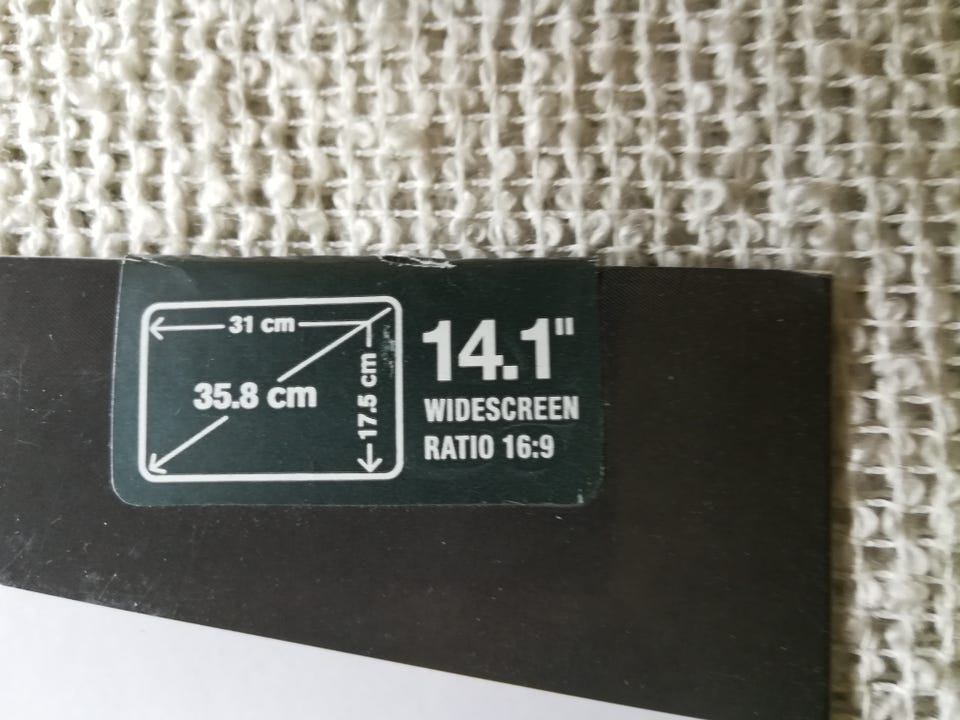 31 cm
35.8 cm
17.5 cm
14.1"
WIDESCREEN
RATIO 16:9